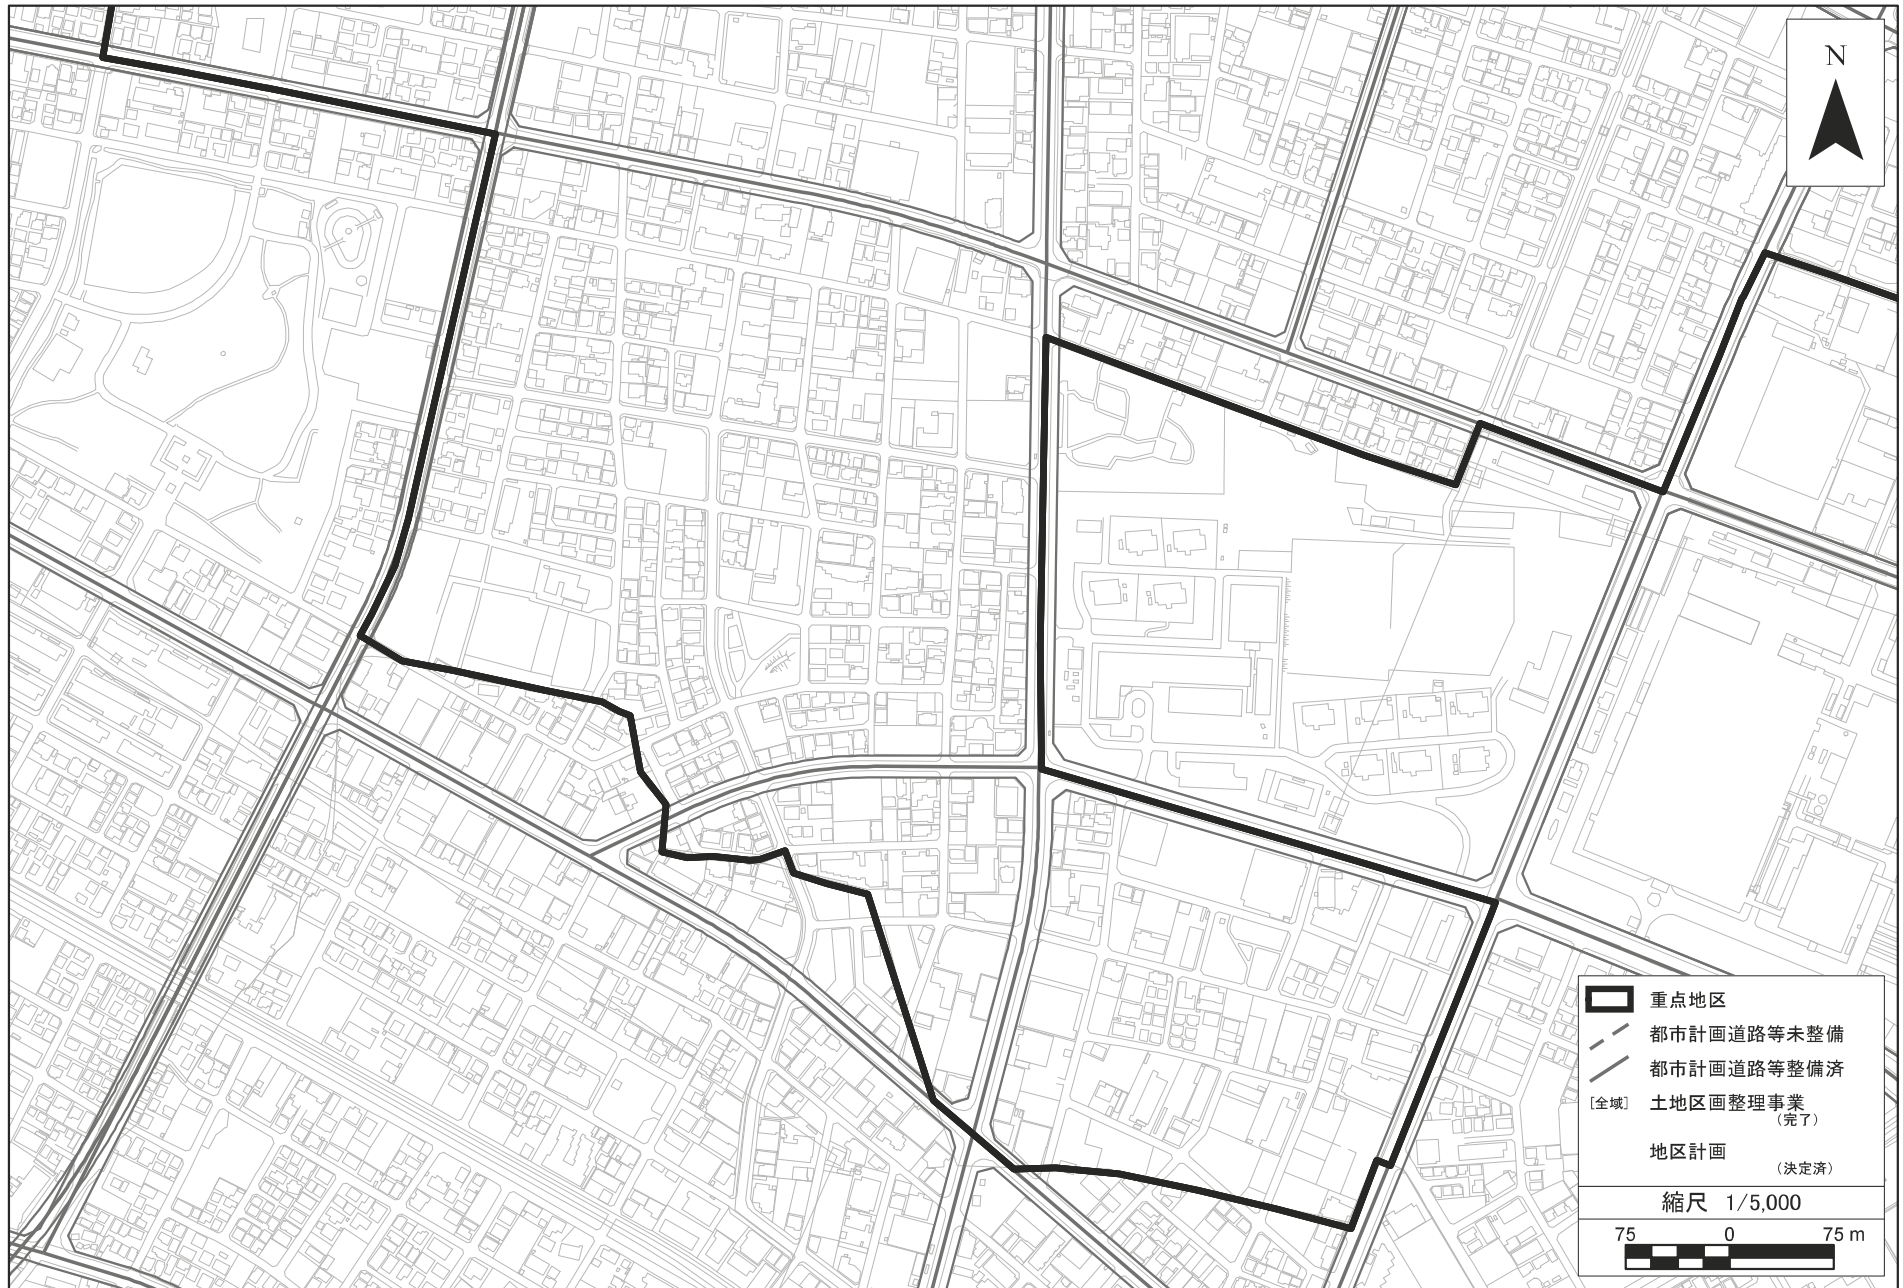 N
重点地区
都市計画道路等未整備
都市計画道路等整備済
[全域] 土地区画整理事業
(完了)
地区計画
(決定済)
縮尺 1/5,000
75 0 75 m